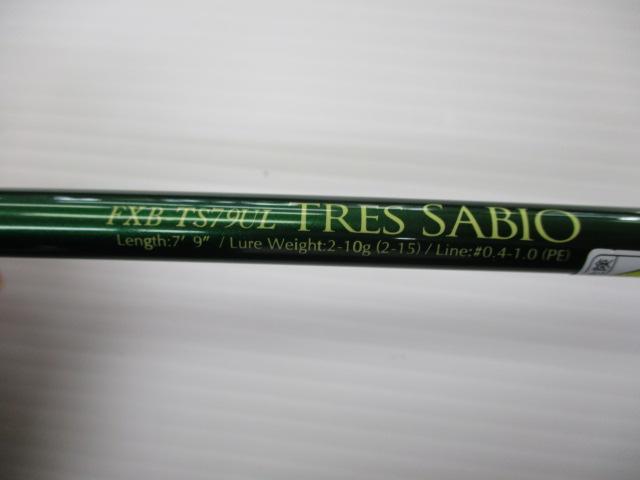 FXB-TS79UL TRES SABIO
Length:7' 9" / Lure Weight:2-10g (2-15) / Line:#0.4-1.0 (PE)